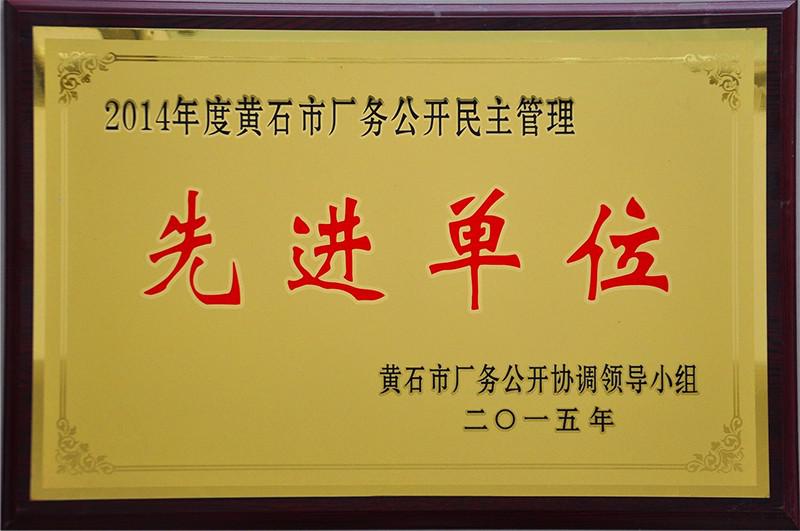 2014年度黄石市厂务公开民主管理
先进单位
黄石市厂务公开协调领导小组
二〇一五年